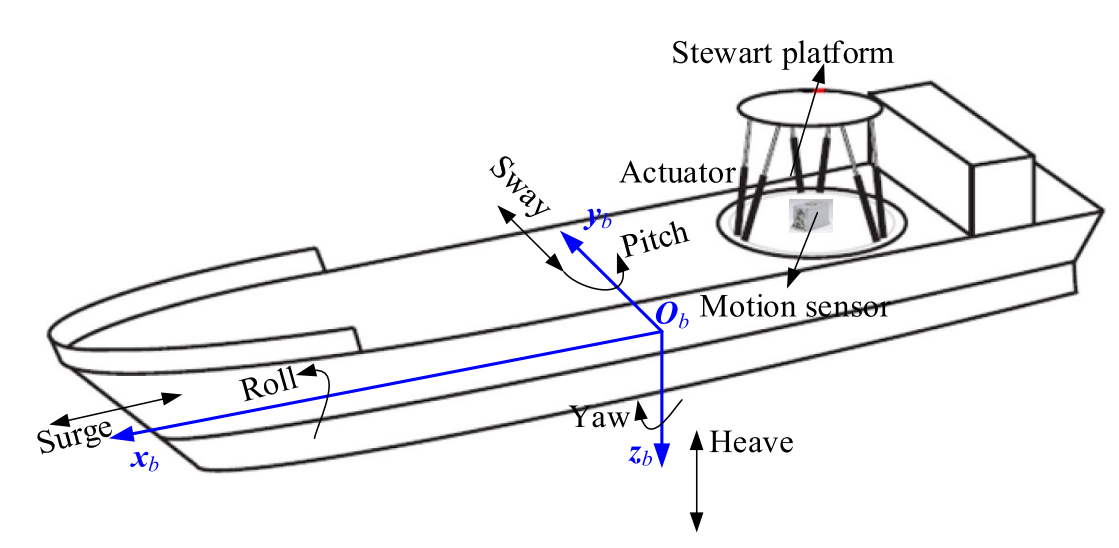 Stewart platform
Actuator
Sway
y_b
Pitch
O_b
Motion sensor
Roll
Surge
x_b
Yaw
z_b
Heave